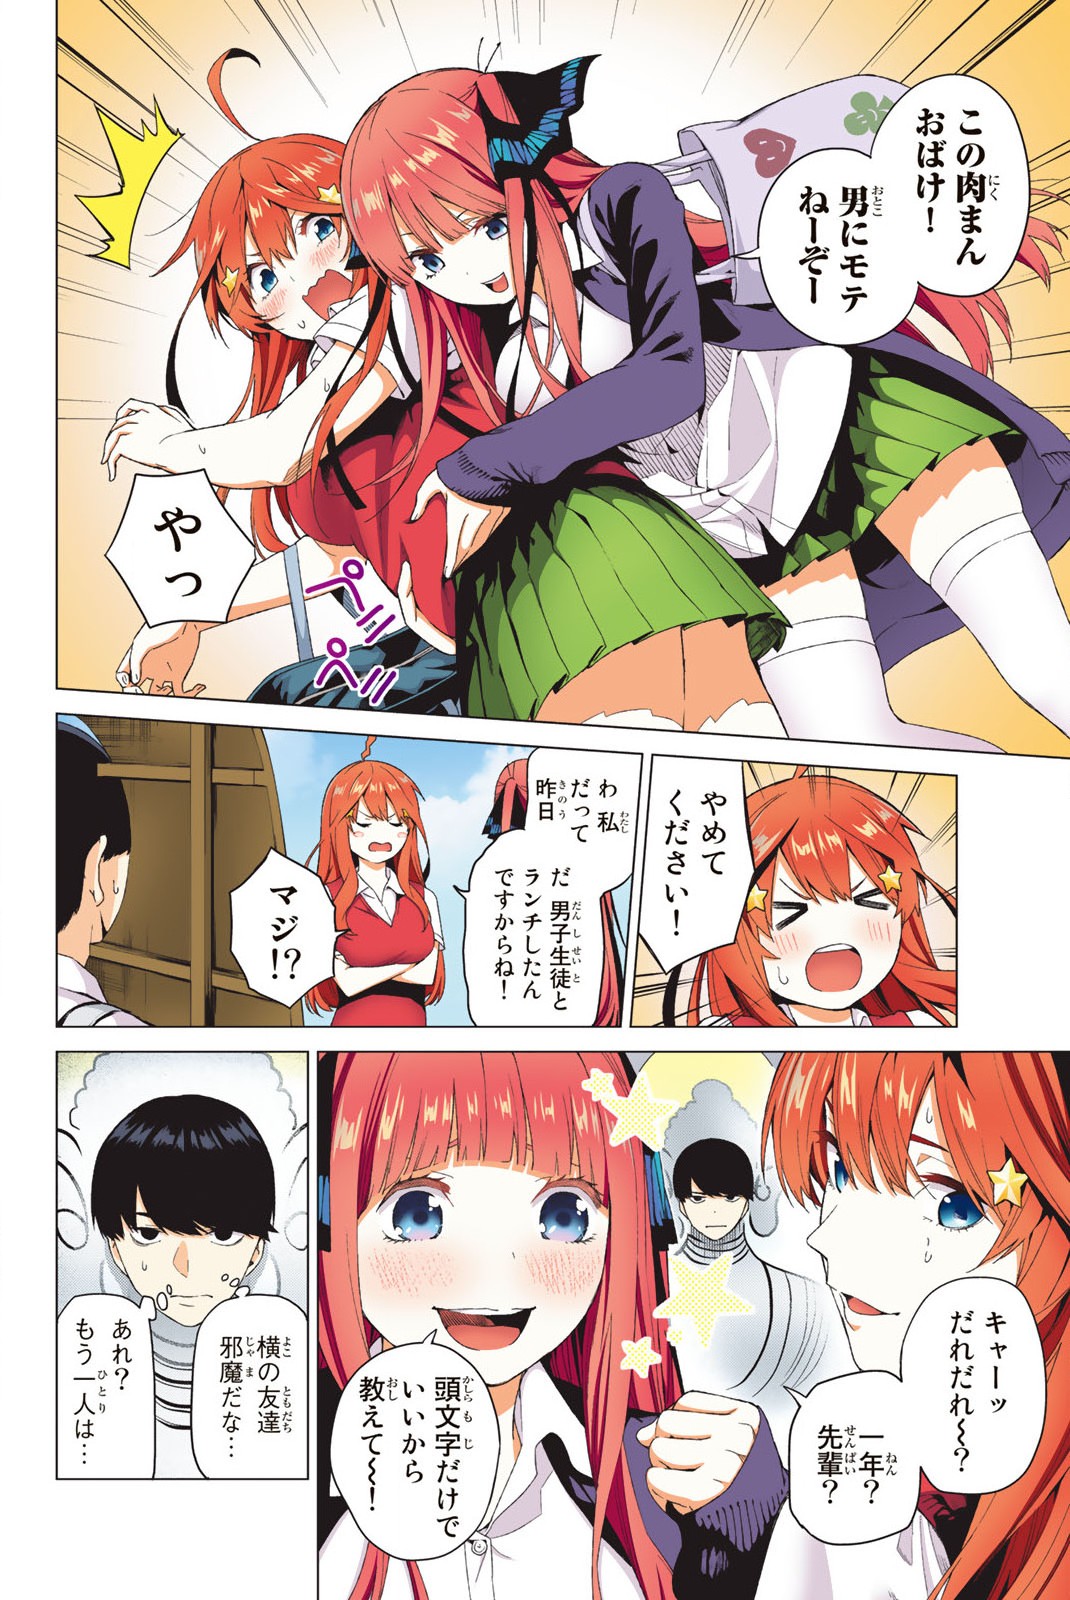 この肉まん
おばけ！
男にモテ
ねーぞー
やっ
ペニペニ
やめて
ください！
わ 私
だって
昨日
だ 男子生徒と
ランチしたん
ですからね！
マジ!?
キャーッ
だれだれ〜？
一年？
先輩？
頭文字だけで
いいから
教えて〜！
横の友達
邪魔だな…
あれ？
もう一人は…